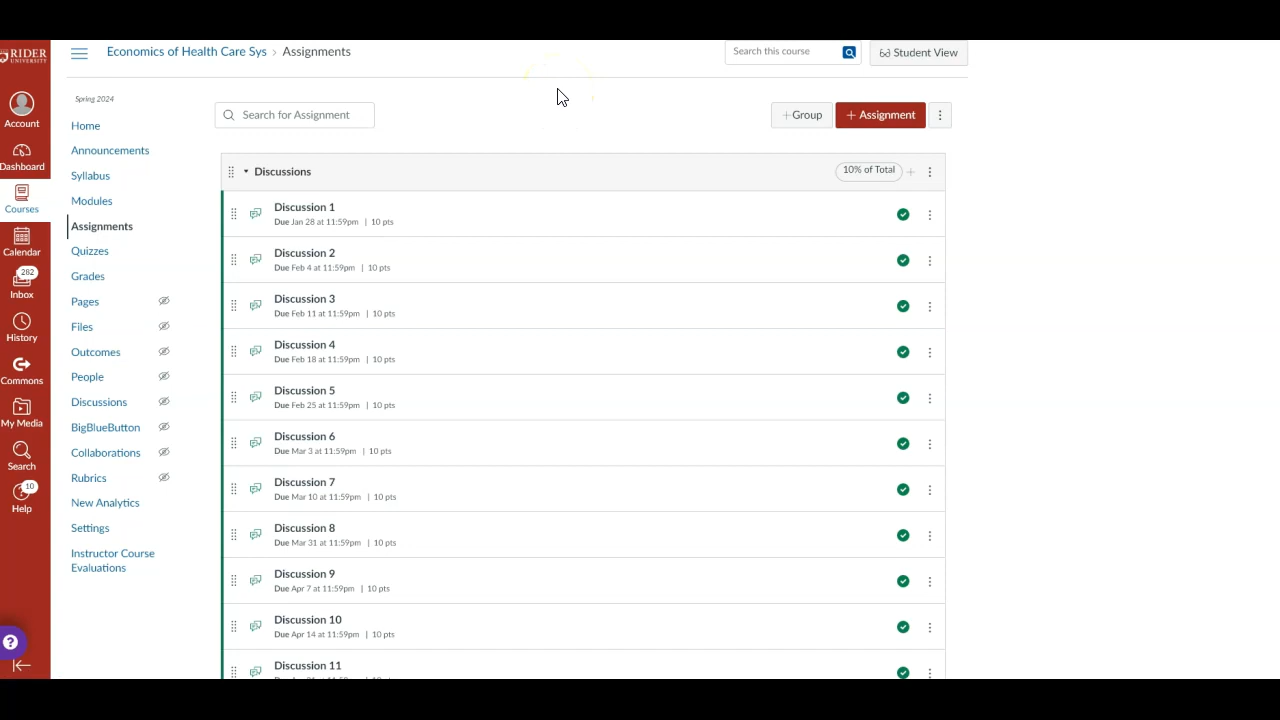 RIDER
UNIVERSITY
Economics of Health Care Sys > Assignments
Search this course
Student View
Account
Dashboard
Courses
Calendar
282
Inbox
History
Commons
My Media
Search
10
Help
?
Spring 2024
Home
Announcements
Syllabus
Modules
Assignments
Quizzes
Grades
Pages
Files
Outcomes
People
Discussions
BigBlueButton
Collaborations
Rubrics
New Analytics
Settings
Instructor Course
Evaluations
Search for Assignment
+ Group
+ Assignment
Discussions
10% of Total
Discussion 1
Due Jan 28 at 11:59pm | 10 pts
Discussion 2
Due Feb 4 at 11:59pm | 10 pts
Discussion 3
Due Feb 11 at 11:59pm | 10 pts
Discussion 4
Due Feb 18 at 11:59pm | 10 pts
Discussion 5
Due Feb 25 at 11:59pm | 10 pts
Discussion 6
Due Mar 3 at 11:59pm | 10 pts
Discussion 7
Due Mar 10 at 11:59pm | 10 pts
Discussion 8
Due Mar 31 at 11:59pm | 10 pts
Discussion 9
Due Apr 7 at 11:59pm | 10 pts
Discussion 10
Due Apr 14 at 11:59pm | 10 pts
Discussion 11